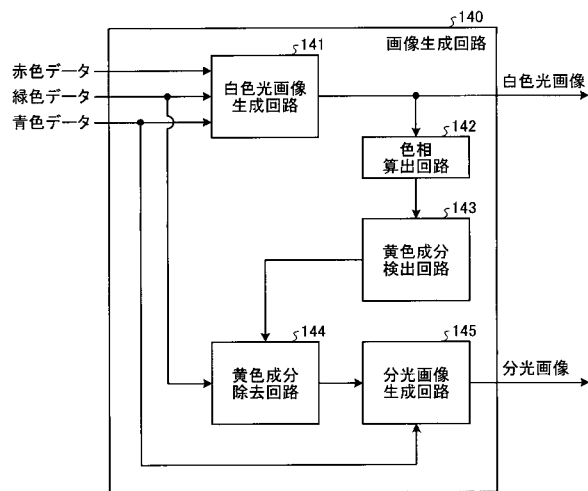 140
画像生成回路
141
赤色データ
緑色データ
青色データ
白色光画像
生成回路
白色光画像
142
色相
算出回路
143
黄色成分
検出回路
144
黄色成分
除去回路
145
分光画像
生成回路
分光画像